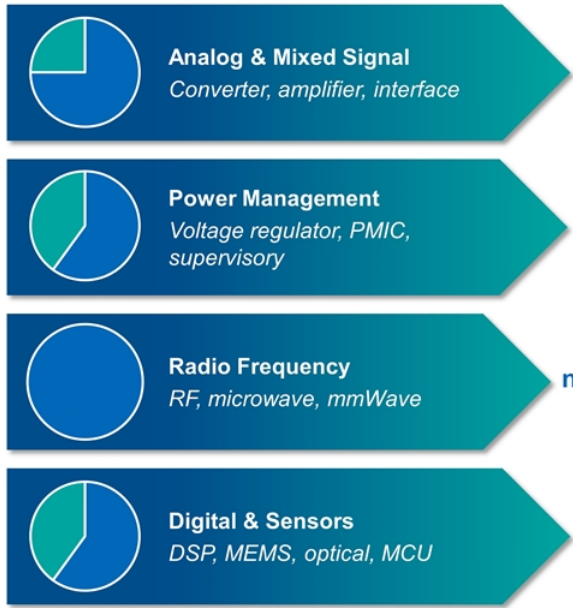 Analog & Mixed Signal
Converter, amplifier, interface
Power Management
Voltage regulator, PMIC,
supervisory
Radio Frequency
RF, microwave, mmWave
Digital & Sensors
DSP, MEMS, optical, MCU